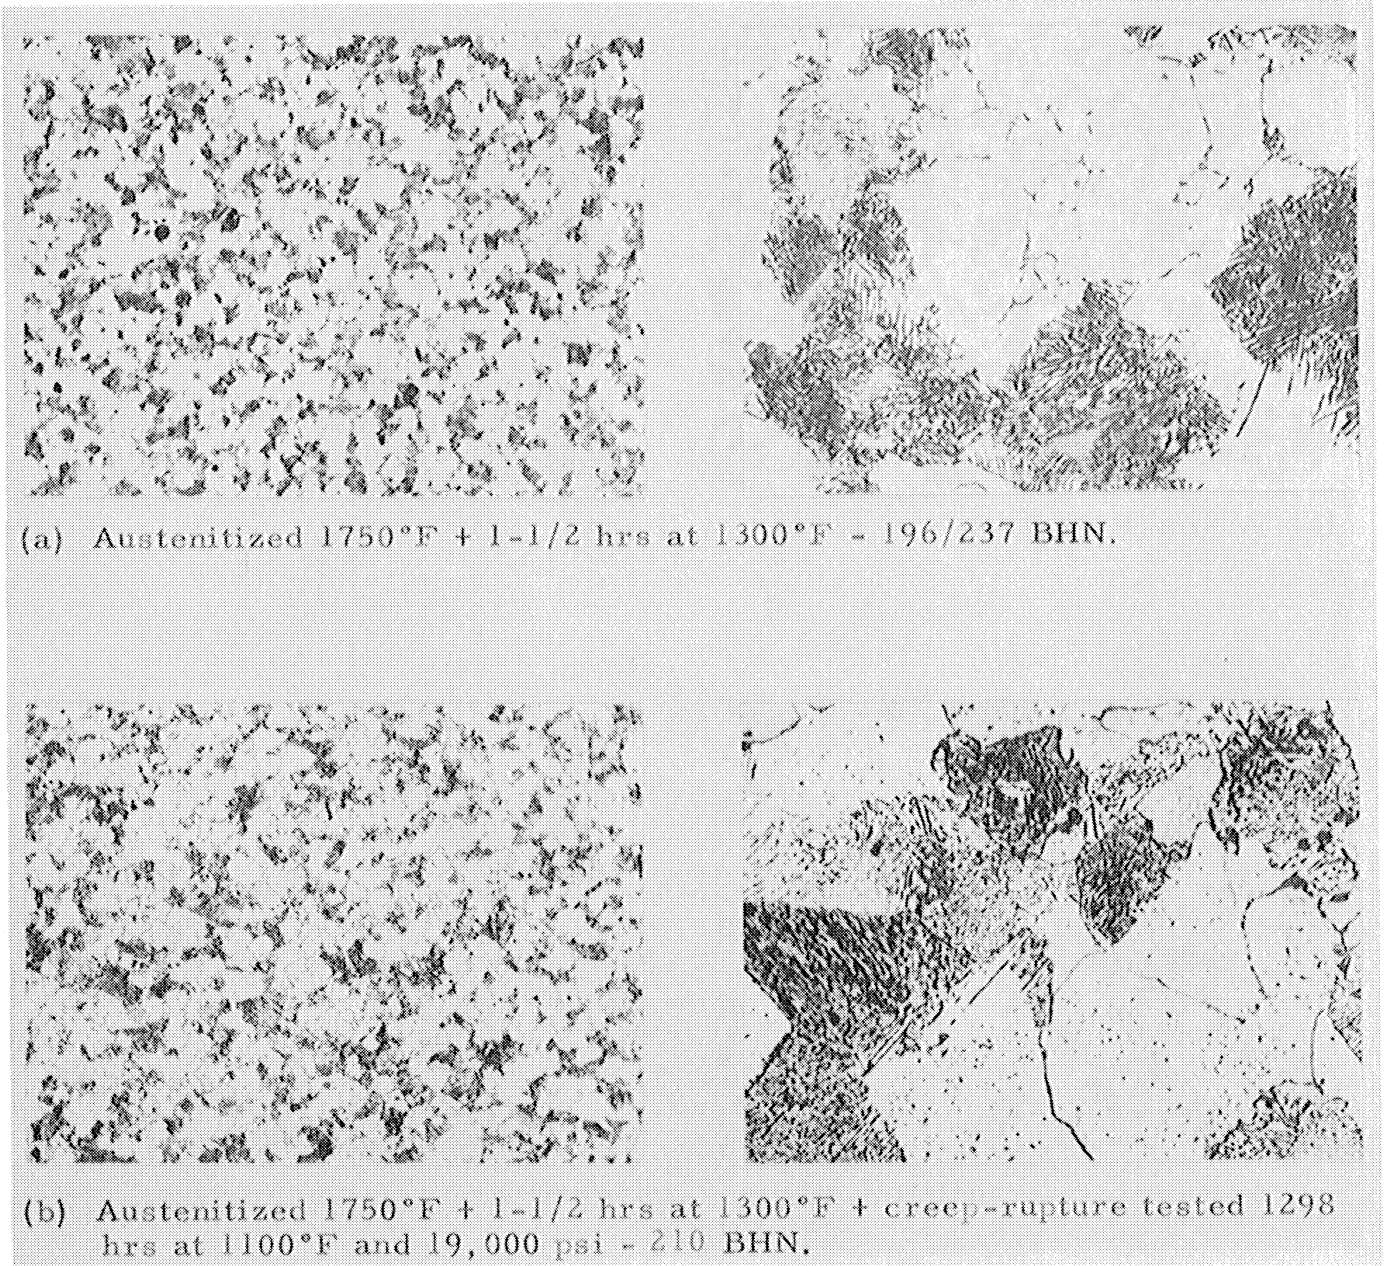 (a) Austenitized 1750°F + 1-1/2 hrs at 1300°F - 196/237 BHN.
(b) Austenitized 1750°F + 1-1/2 hrs at 1300°F + creep-rupture tested 1298
hrs at 1100°F and 19,000 psi - 210 BHN.